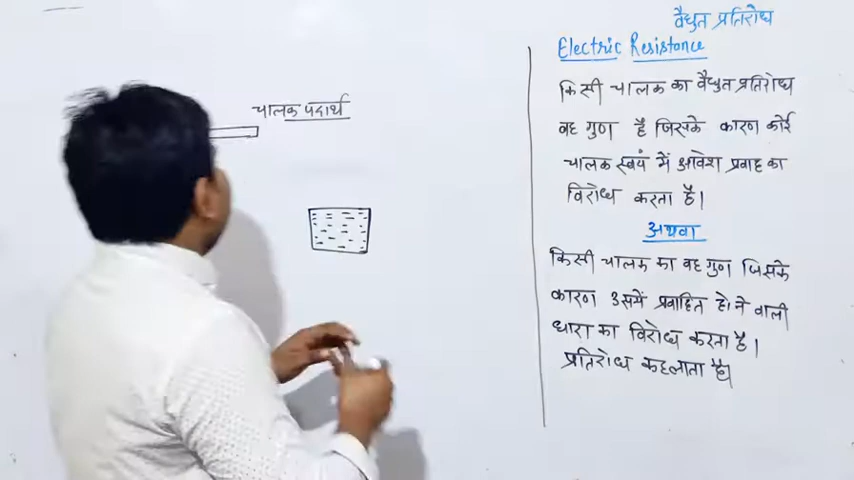 चालक पदार्थ
वैधुत प्रतिरोध
Electric Resistance
किसी चालक का वैधुत प्रतिरोध
वह गुण है जिसके कारण कोई
चालक स्वयं में आवेश प्रवाह का
विरोध करता है।
अथवा
किसी चालक का वह गुण जिसके
कारण उसमें प्रवाहित होने वाली
धारा का विरोध करता है।
प्रतिरोध कहलाता है।